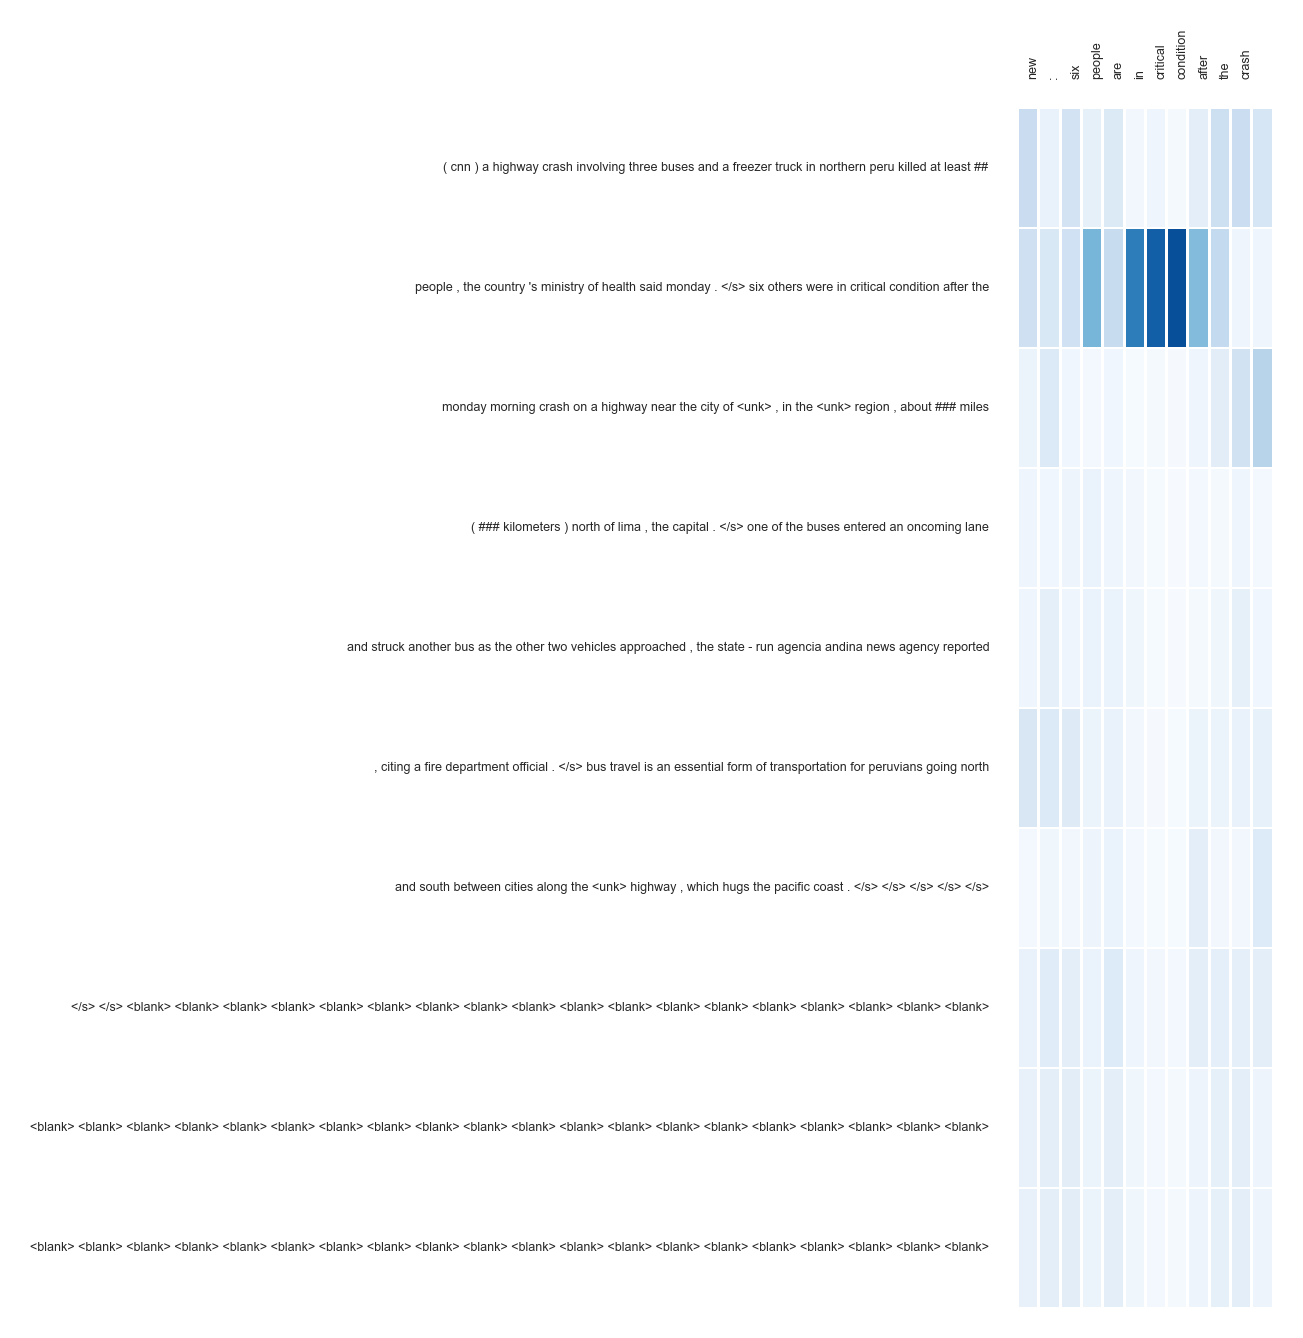 new : six people are in critical condition after the crash
( cnn ) a highway crash involving three buses and a freezer truck in northern peru killed at least ##
people , the country 's ministry of health said monday . </s> six others were in critical condition after the
monday morning crash on a highway near the city of <unk> , in the <unk> region , about ### miles
( ### kilometers ) north of lima , the capital . </s> one of the buses entered an oncoming lane
and struck another bus as the other two vehicles approached , the state - run agencia andina news agency reported
, citing a fire department official . </s> bus travel is an essential form of transportation for peruvians going north
and south between cities along the <unk> highway , which hugs the pacific coast . </s> </s> </s> </s> </s>
</s> </s> <blank> <blank> <blank> <blank> <blank> <blank> <blank> <blank> <blank> <blank> <blank> <blank> <blank> <blank> <blank> <blank> <blank> <blank>
<blank> <blank> <blank> <blank> <blank> <blank> <blank> <blank> <blank> <blank> <blank> <blank> <blank> <blank> <blank> <blank> <blank> <blank> <blank> <blank>
<blank> <blank> <blank> <blank> <blank> <blank> <blank> <blank> <blank> <blank> <blank> <blank> <blank> <blank> <blank> <blank> <blank> <blank> <blank> <blank>